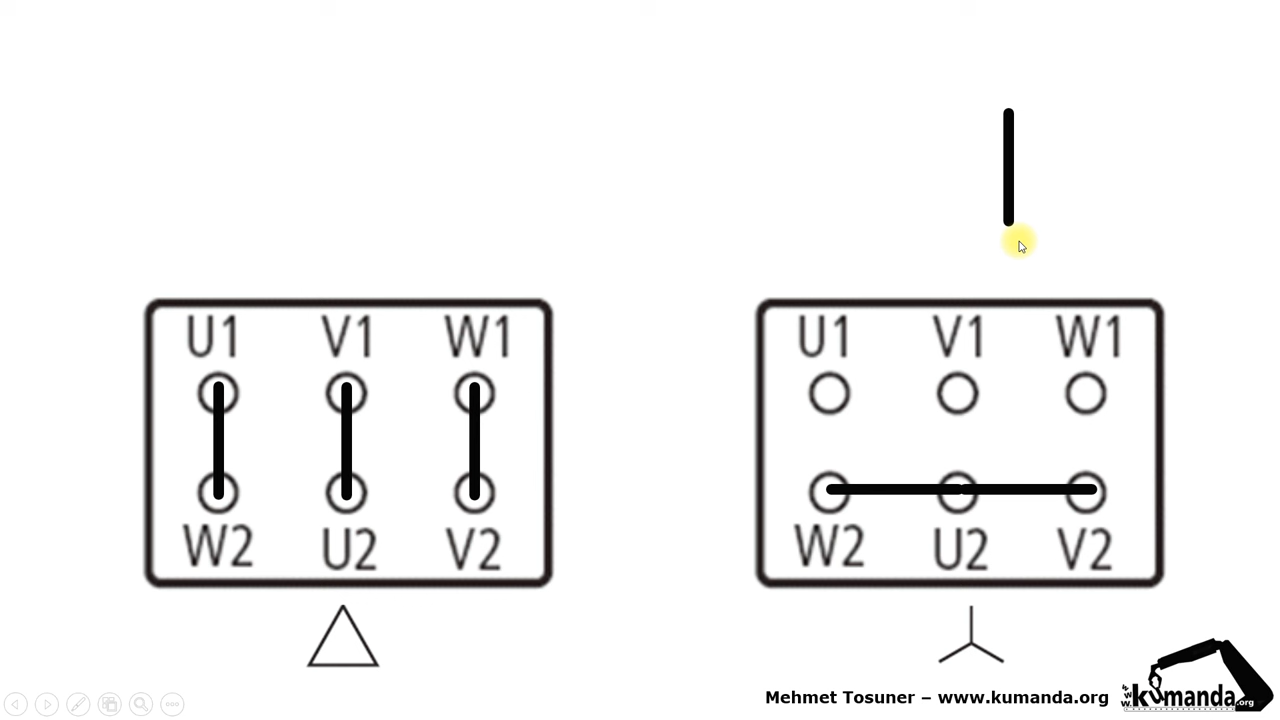 U1 V1 W1
W2 U2 V2
U1 V1 W1
W2 U2 V2
Mehmet Tosuner – www.kumanda.org
www.kumanda.org